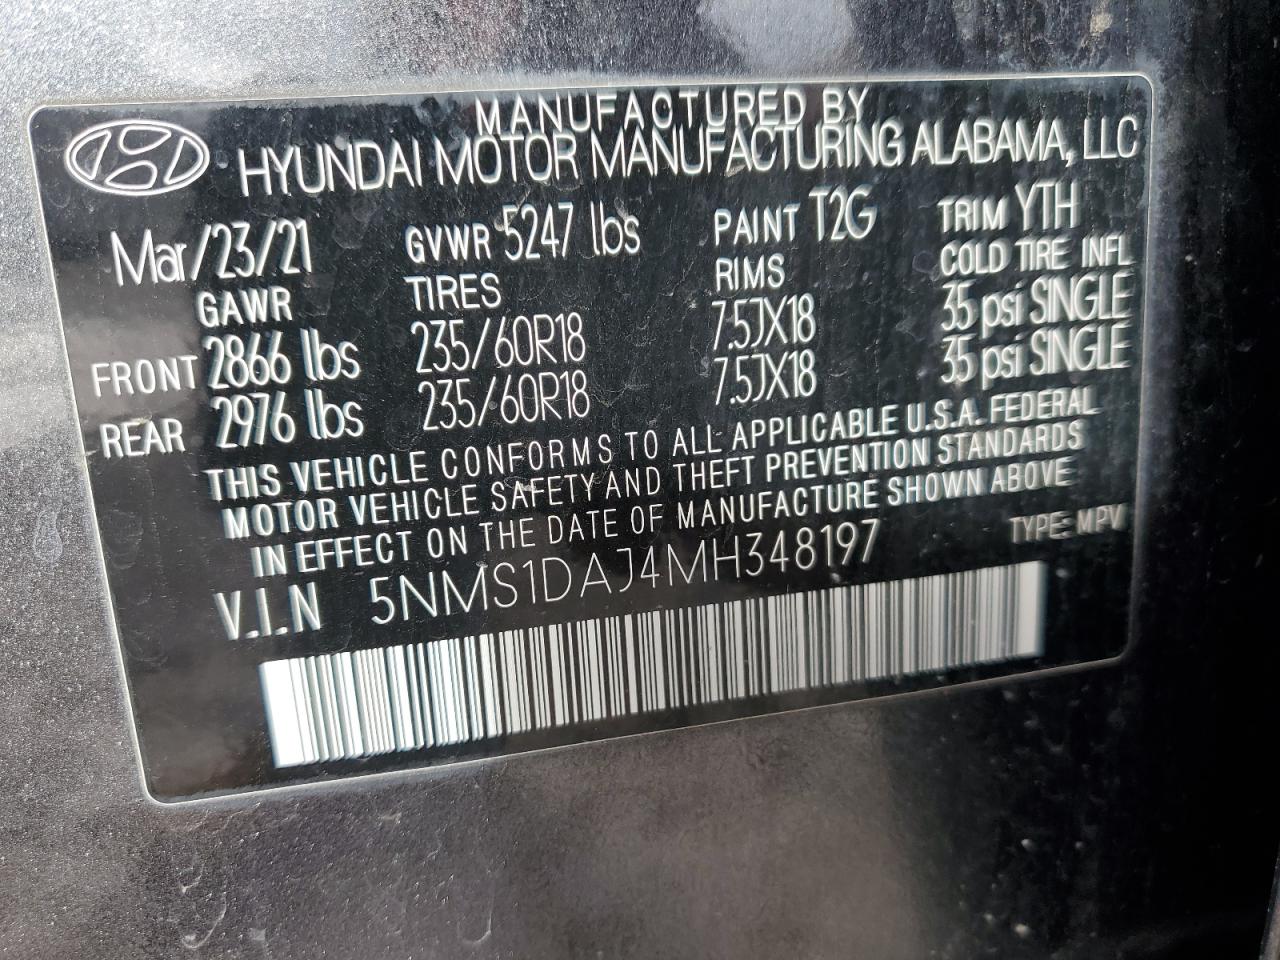 MANUFACTURED BY
HYUNDAI MOTOR MANUFACTURING ALABAMA, LLC
Mar/23/21 GVWR 5247 lbs PAINT T2G TRIM YTH
GAWR TIRES RIMS COLD TIRE INFL
FRONT 2866 lbs 235/60R18 7.5JX18 35 psi SINGLE
REAR 2976 lbs 235/60R18 7.5JX18 35 psi SINGLE
THIS VEHICLE CONFORMS TO ALL APPLICABLE U.S.A. FEDERAL
MOTOR VEHICLE SAFETY AND THEFT PREVENTION STANDARDS
IN EFFECT ON THE DATE OF MANUFACTURE SHOWN ABOVE
V.I.N 5NMS1DAJ4MH348197 TYPE: MPV